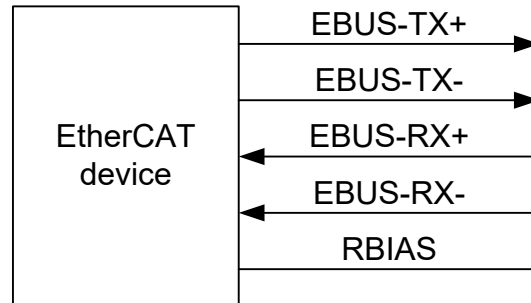 EBUS-TX+
EBUS-TX-
EtherCAT
device
EBUS-RX+
EBUS-RX-
RBIAS